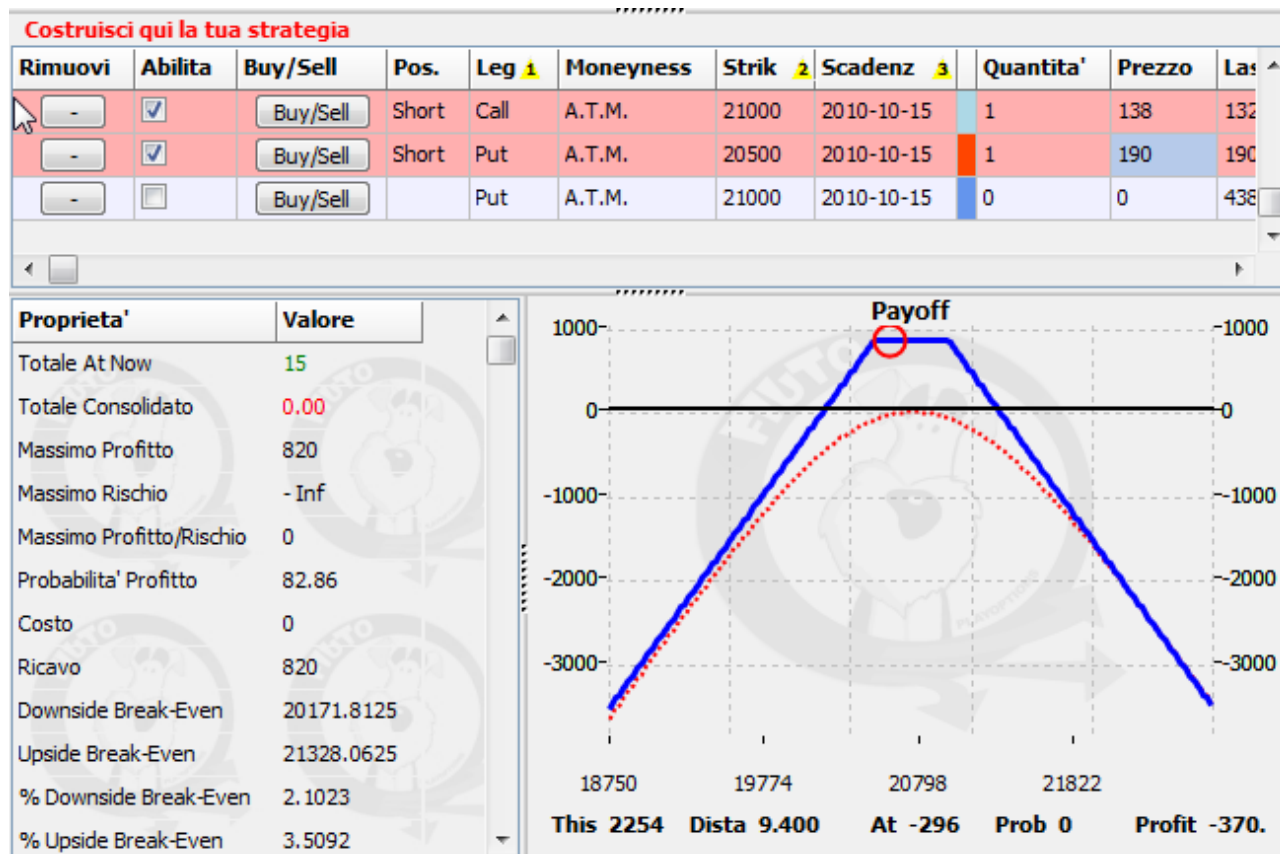 Costruisci qui la tua strategia
Rimuovi Abilita Buy/Sell Pos. Leg 1 Moneyness Strik 2 Scadenz 3 Quantita' Prezzo Las
- Buy/Sell Short Call A.T.M. 21000 2010-10-15 1 138 132
- Buy/Sell Short Put A.T.M. 20500 2010-10-15 1 190 190
- Buy/Sell Put A.T.M. 21000 2010-10-15 0 0 438
Proprieta' Valore
Totale At Now 15
Totale Consolidato 0.00
Massimo Profitto 820
Massimo Rischio - Inf
Massimo Profitto/Rischio 0
Probabilita' Profitto 82.86
Costo 0
Ricavo 820
Downside Break-Even 20171.8125
Upside Break-Even 21328.0625
% Downside Break-Even 2.1023
% Upside Break-Even 3.5092
Payoff
1000 1000
0 0
-1000 -1000
-2000 -2000
-3000 -3000
18750 19774 20798 21822
This 2254 Dista 9.400 At -296 Prob 0 Profit -370.
FIUTO
PLAYOPTIONS